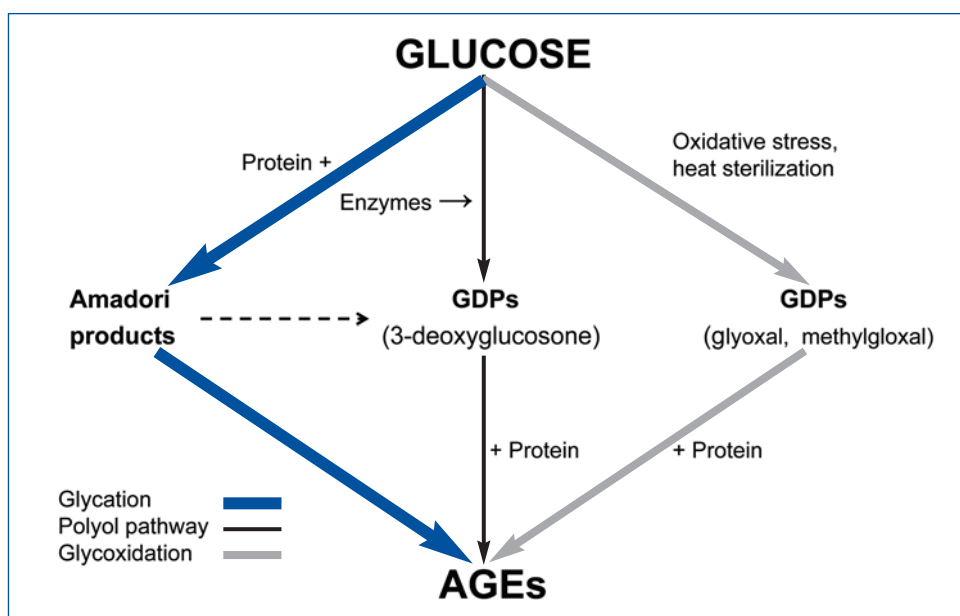 GLUCOSE
Protein +
Oxidative stress,
heat sterilization
Enzymes →
Amadori
products
GDPs
(3-deoxyglucosone)
GDPs
(glyoxal, methylgloxal)
+ Protein
+ Protein
Glycation
Polyol pathway
Glycoxidation
AGEs